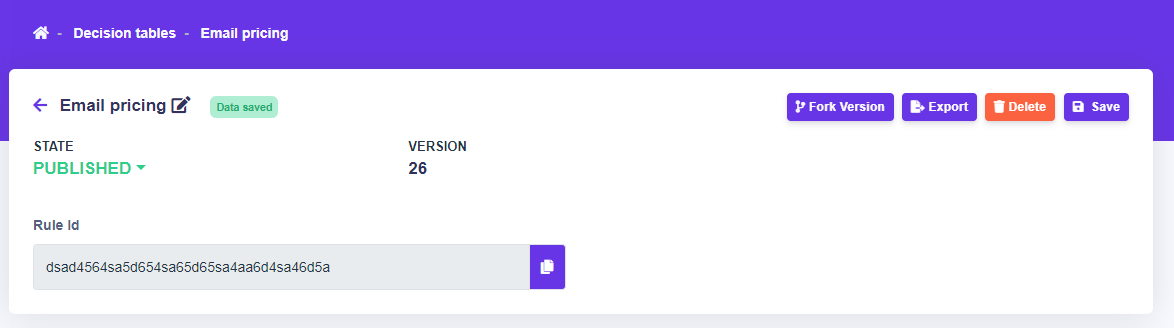 - Decision tables - Email pricing
Email pricing Data saved Fork Version Export Delete Save
STATE VERSION
PUBLISHED 26
Rule Id
dsad4564sa5d654sa65d65sa4aa6d4sa46d5a